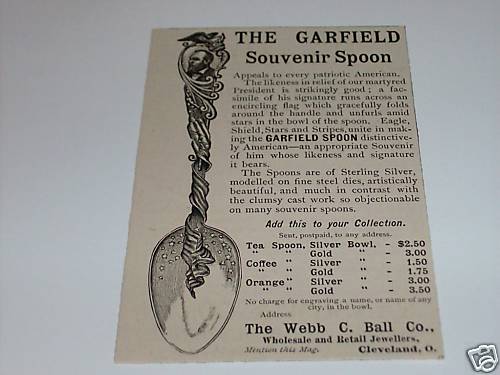 THE GARFIELD
Souvenir Spoon
Appeals to every patriotic American.
The likeness in relief of our martyred
President is strikingly good; a fac-
simile of his signature runs across an
encircling flag which gracefully folds
around the handle and unfurls amid
stars in the bowl of the spoon. Eagle,
Shield, Stars and Stripes, unite in mak-
ing the GARFIELD SPOON distinctive-
ly American—an appropriate Souvenir
of him whose likeness and signature
it bears.
The Spoons are of Sterling Silver,
modelled on fine steel dies, artistically
beautiful, and much in contrast with
the clumsy cast work so objectionable
on many souvenir spoons.
Add this to your Collection.
Sent, postpaid, to any address.
Tea Spoon, Silver Bowl, - $2.50
" " Gold " - 3.00
Coffee " Silver " - 1.50
" " Gold " - 1.75
Orange " Silver " - 3.00
" " Gold " - 3.50
No charge for engraving a name, or name of any
city, in the bowl.
Address
The Webb C. Ball Co.,
Wholesale and Retail Jewellers,
Mention this Mag. Cleveland, O.
ebY